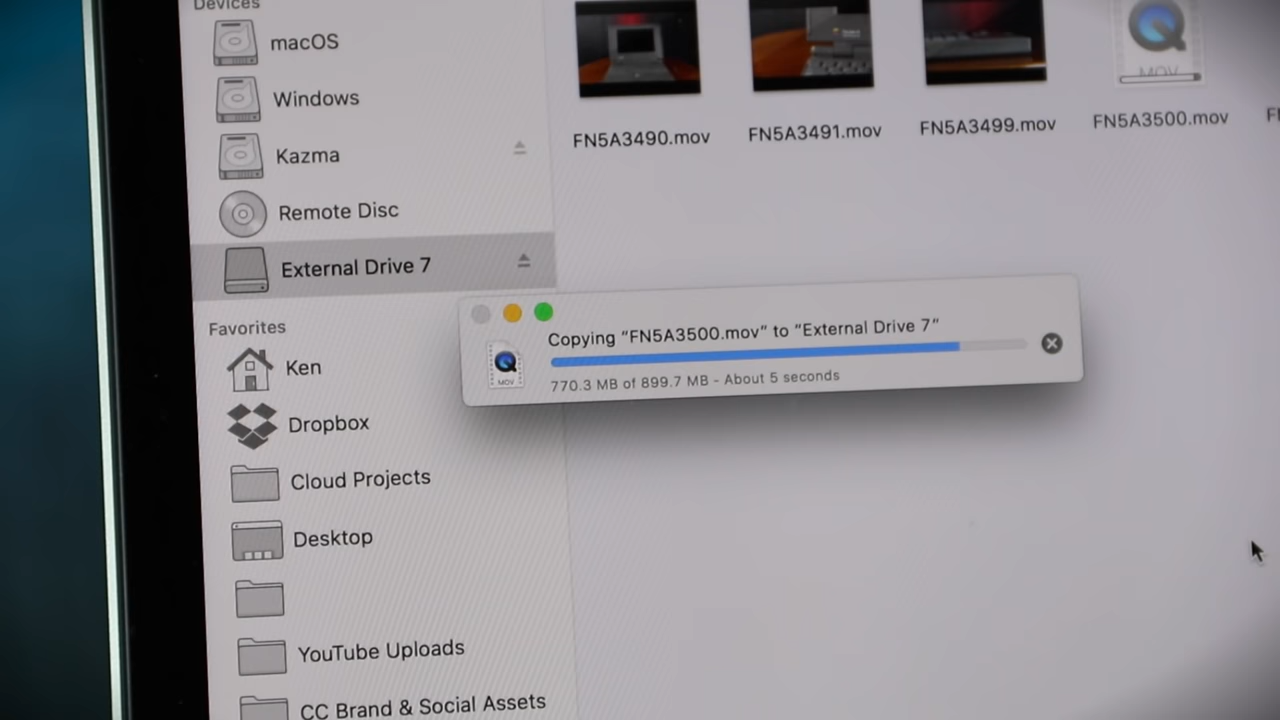 Devices
macOS
Windows
Kazma
Remote Disc
External Drive 7
Favorites
Ken
Dropbox
Cloud Projects
Desktop
YouTube Uploads
CC Brand & Social Assets
MOV
FN5A3490.mov
FN5A3491.mov
FN5A3499.mov
FN5A3500.mov
Copying “FN5A3500.mov” to “External Drive 7”
MOV
770.3 MB of 899.7 MB - About 5 seconds